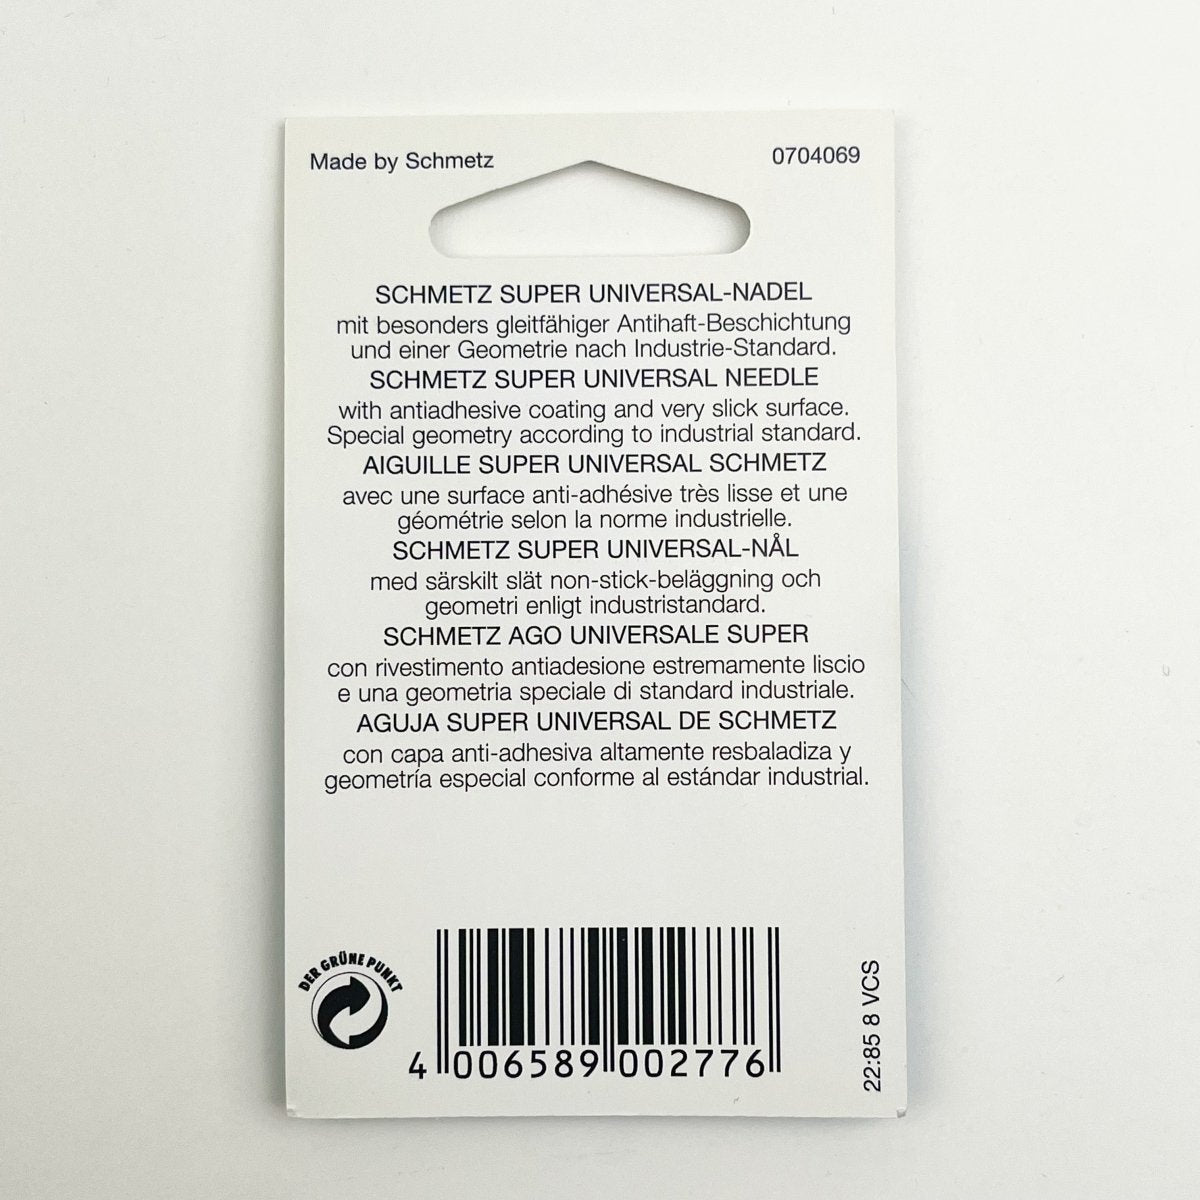 Made by Schmetz
0704069
SCHMETZ SUPER UNIVERSAL-NADEL
mit besonders gleitfähiger Antihaft-Beschichtung
und einer Geometrie nach Industrie-Standard.
SCHMETZ SUPER UNIVERSAL NEEDLE
with antiadhesive coating and very slick surface.
Special geometry according to industrial standard.
AIGUILLE SUPER UNIVERSAL SCHMETZ
avec une surface anti-adhésive très lisse et une
géométrie selon la norme industrielle.
SCHMETZ SUPER UNIVERSAL-NÅL
med särskilt slät non-stick-beläggning och
geometri enligt industristandard.
SCHMETZ AGO UNIVERSALE SUPER
con rivestimento antiadesione estremamente liscio
e una geometria speciale di standard industriale.
AGUJA SUPER UNIVERSAL DE SCHMETZ
con capa anti-adhesiva altamente resbaladiza y
geometría especial conforme al estándar industrial.
DER GRÜNE PUNKT
4 006589 002776
22:85 8 VCS